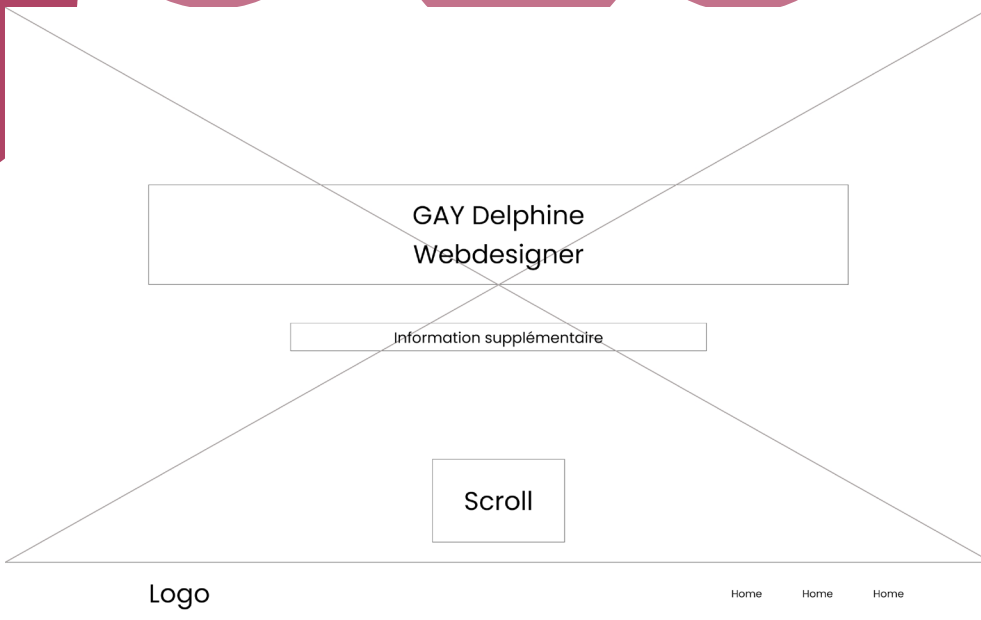 GAY Delphine
Webdesigner
Information supplémentaire
Scroll
Logo
Home Home Home